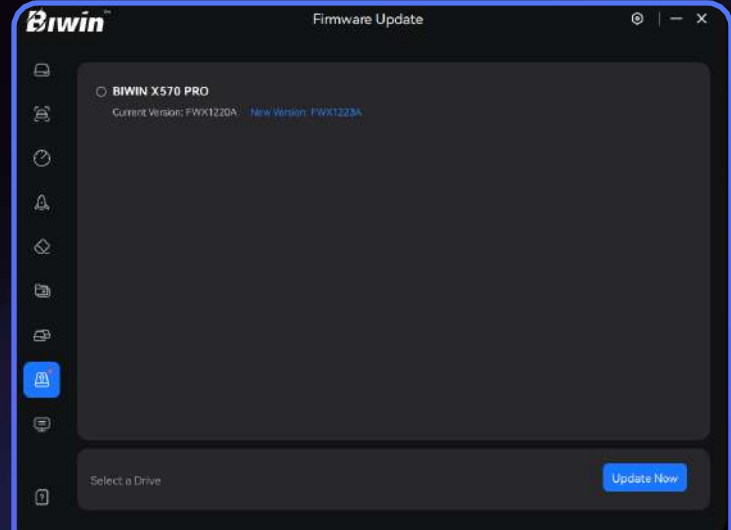 Biwin
Firmware Update
BIWIN X570 PRO
Current Version: FWX1220A New Version: FWX1223A
Select a Drive
Update Now